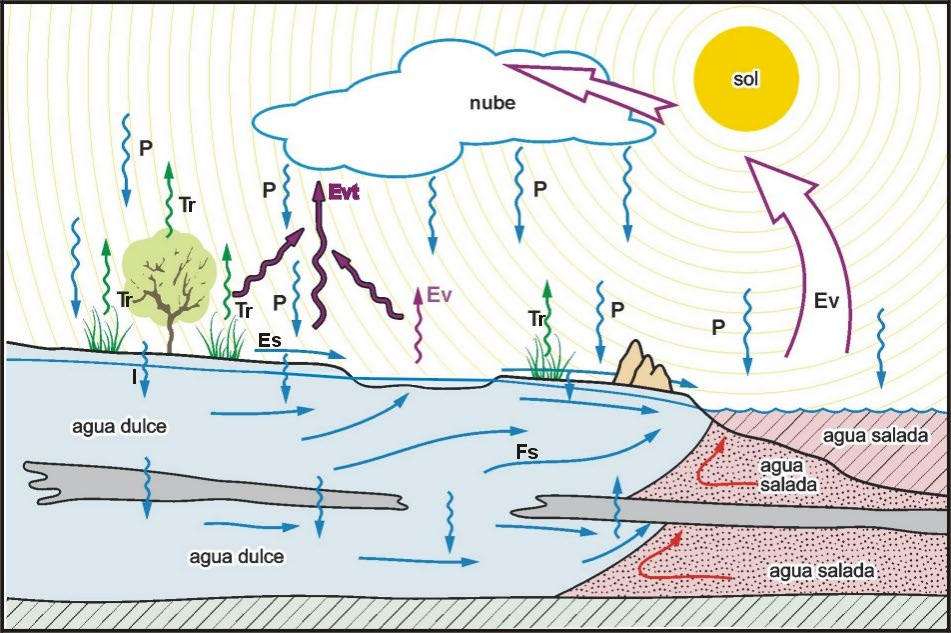 sol
nube
P
P
Evt
P
Tr
Tr
Tr
P
Ev
Tr
P
P
Ev
Es
I
agua dulce
agua salada
Fs
agua
salada
agua dulce
agua salada